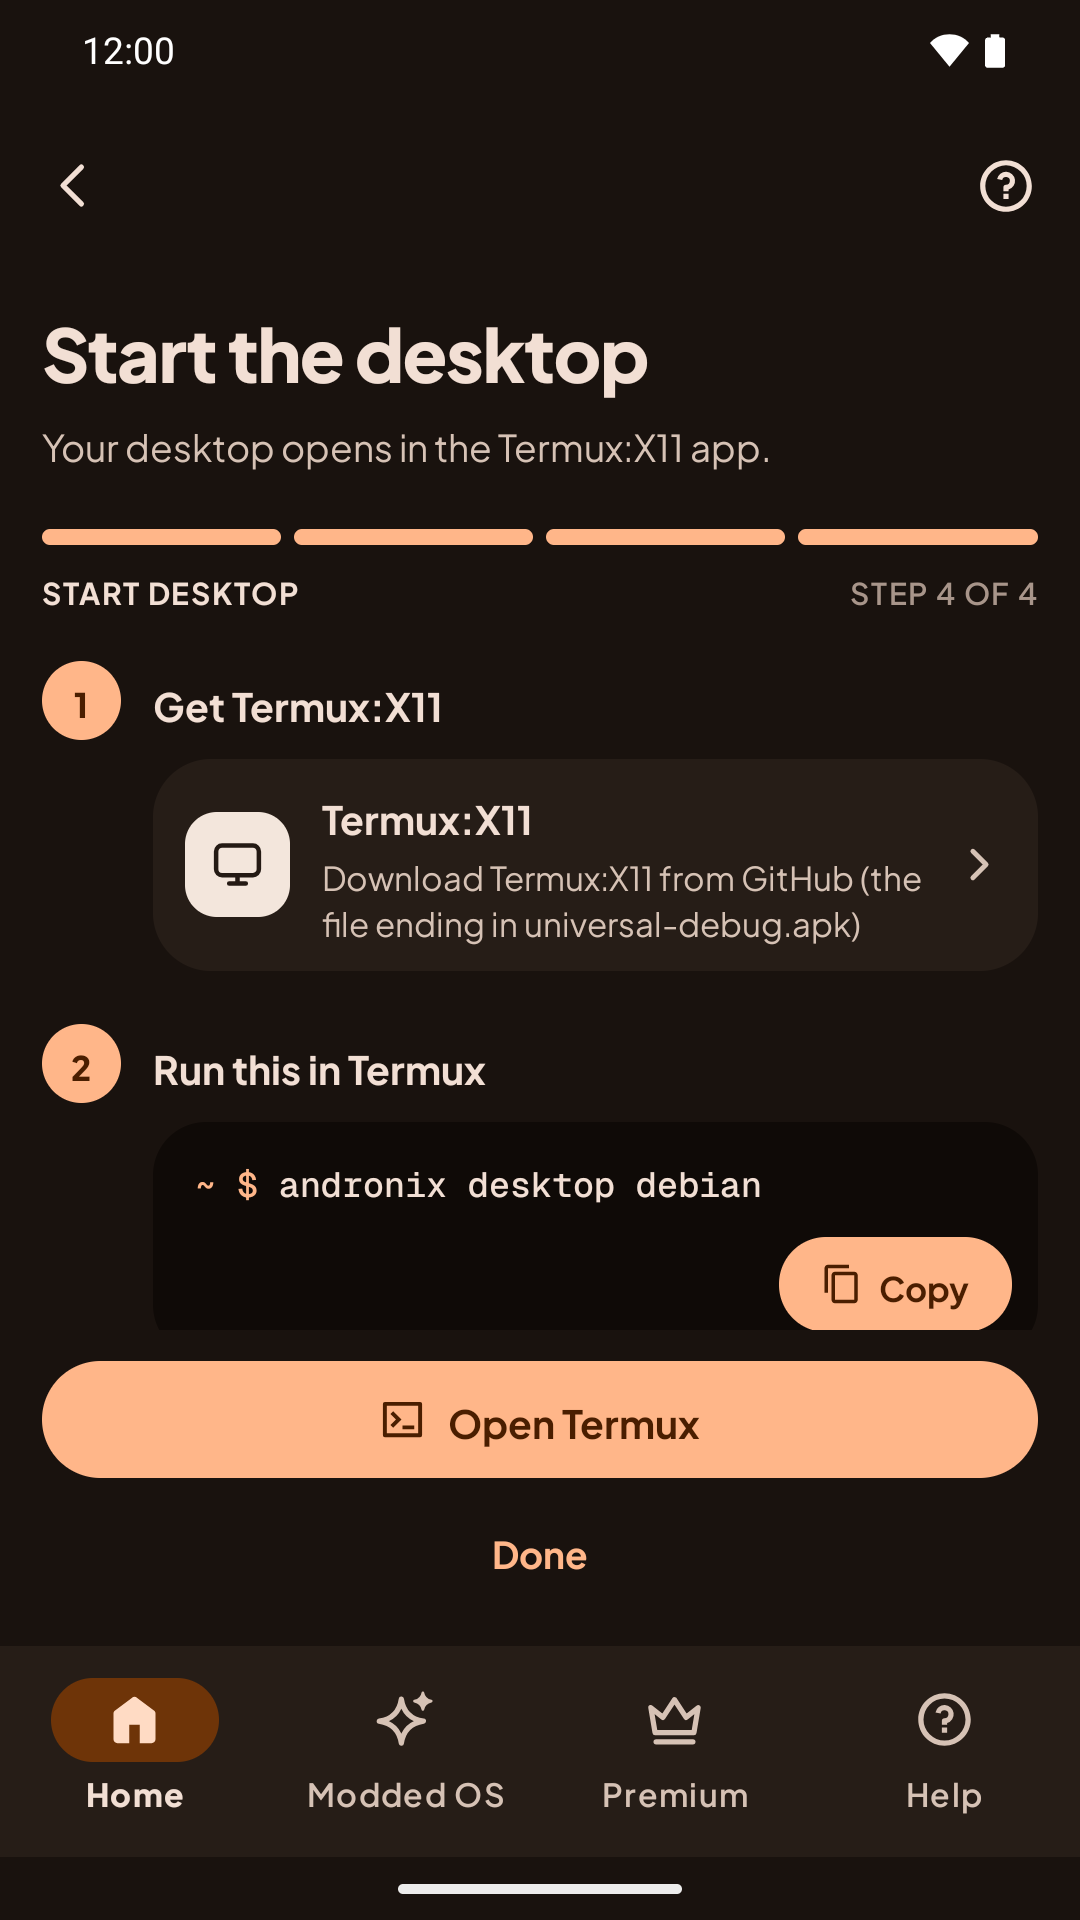 12:00
Start the desktop
Your desktop opens in the Termux:X11 app.
START DESKTOP
STEP 4 OF 4
1
Get Termux:X11
Termux:X11
Download Termux:X11 from GitHub (the
file ending in universal-debug.apk)
2
Run this in Termux
~ $ andronix desktop debian
Copy
Open Termux
Done
Home
Modded OS
Premium
Help